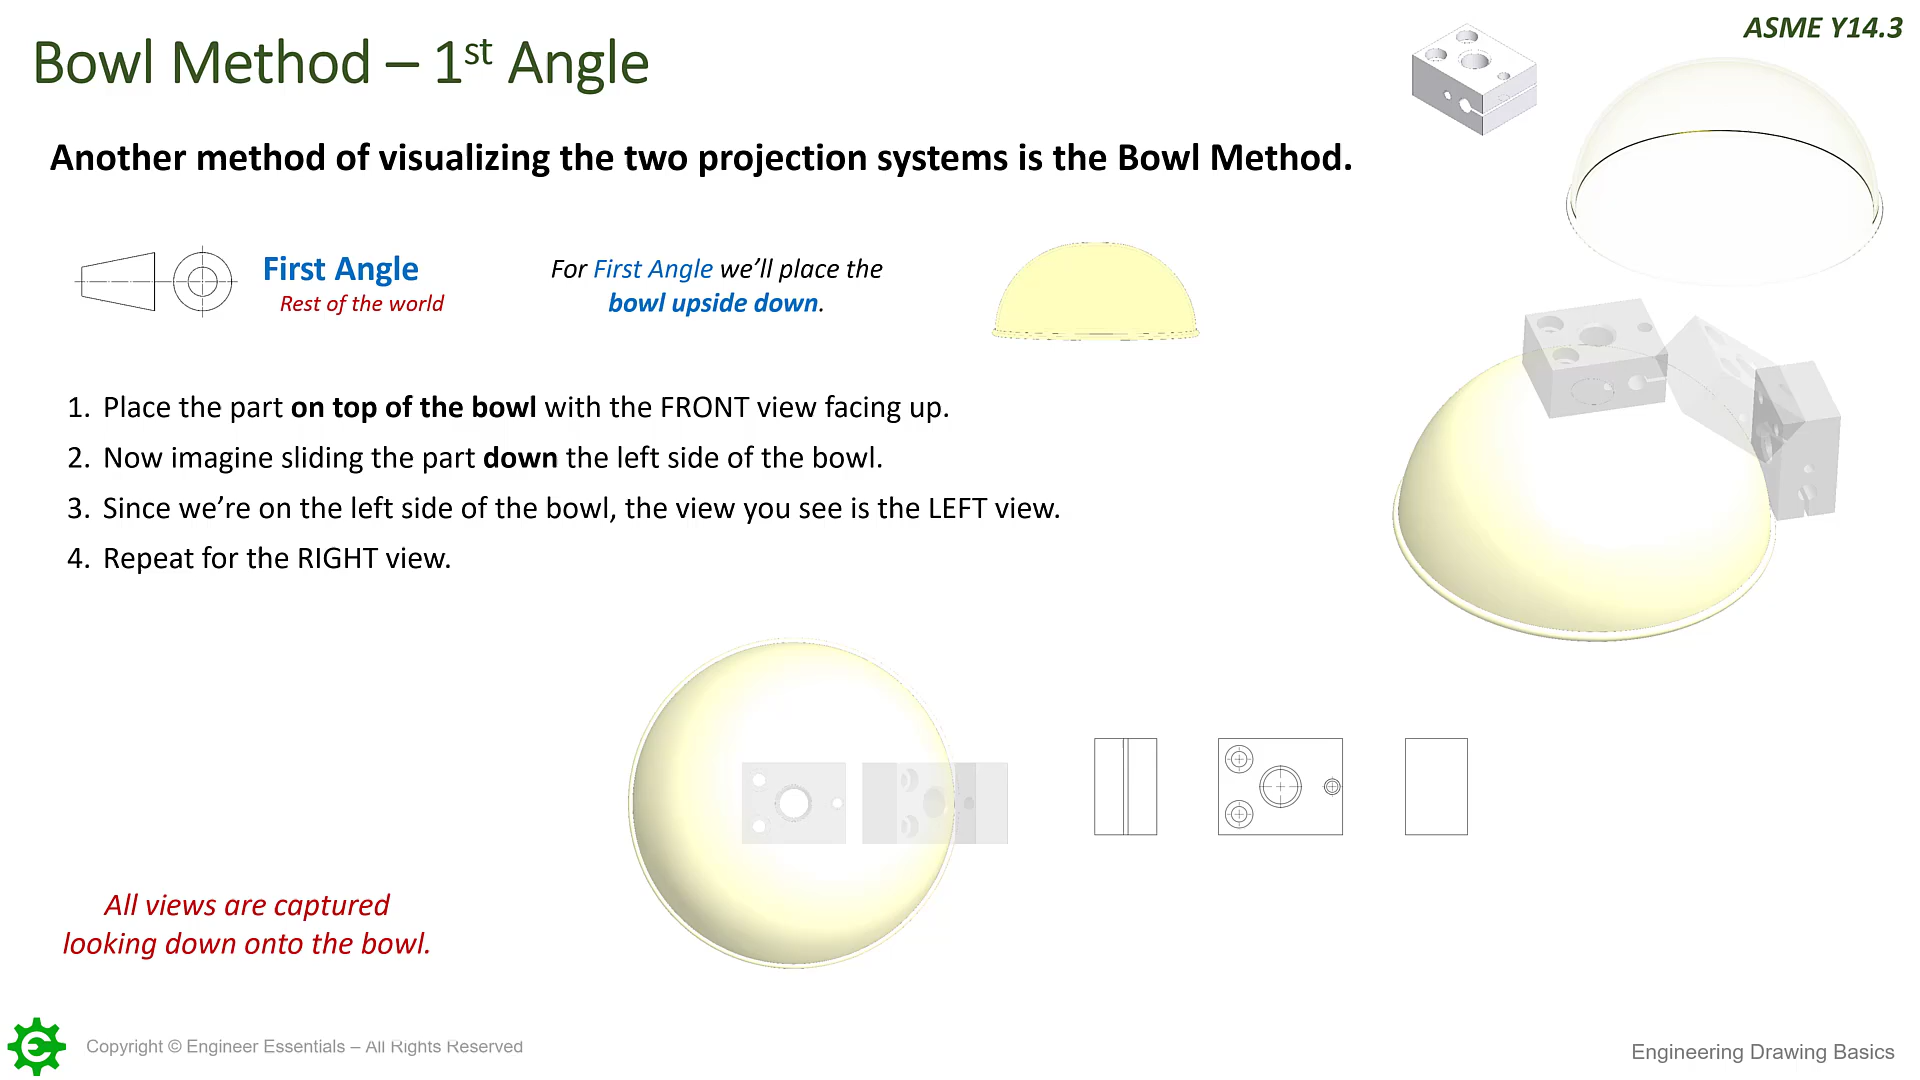 ASME Y14.3
Bowl Method – 1st Angle
Another method of visualizing the two projection systems is the Bowl Method.
First Angle
Rest of the world
For First Angle we’ll place the
bowl upside down.
1. Place the part on top of the bowl with the FRONT view facing up.
2. Now imagine sliding the part down the left side of the bowl.
3. Since we’re on the left side of the bowl, the view you see is the LEFT view.
4. Repeat for the RIGHT view.
All views are captured
looking down onto the bowl.
Copyright © Engineer Essentials – All Rights Reserved
Engineering Drawing Basics